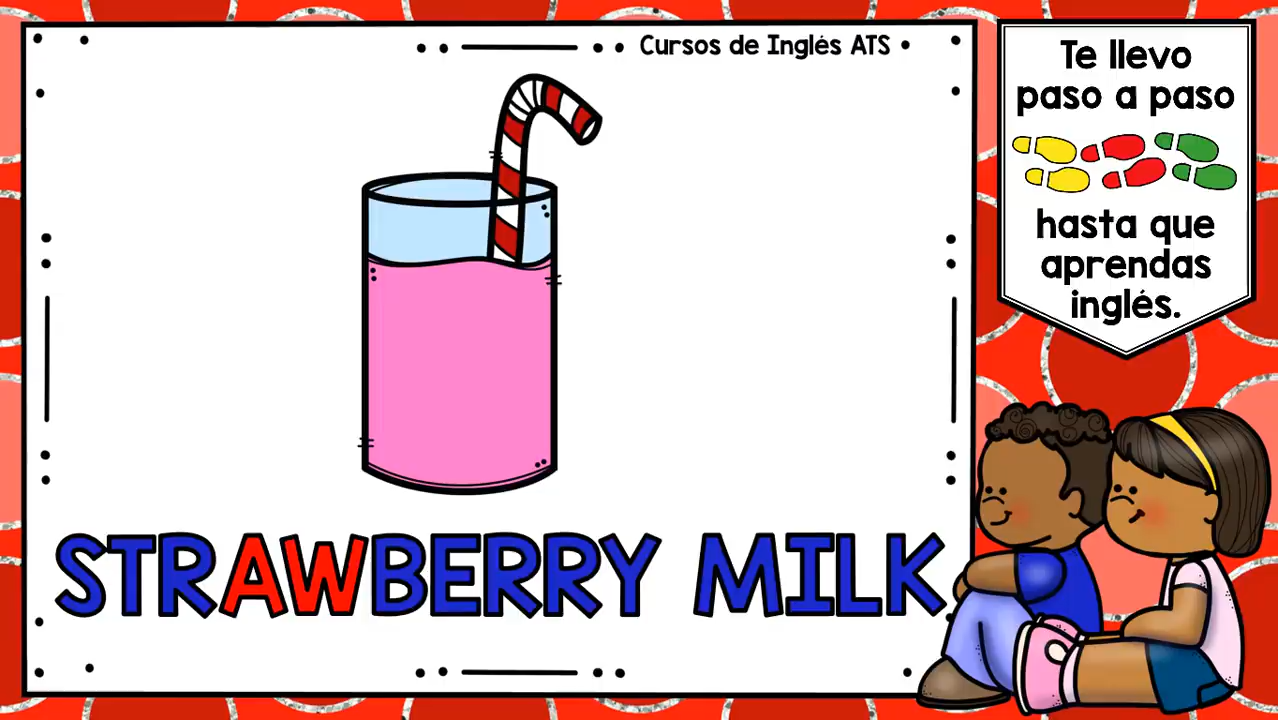 Cursos de Inglés ATS
Te llevo
paso a paso
hasta que
aprendas
inglés.
STRAWBERRY MILK